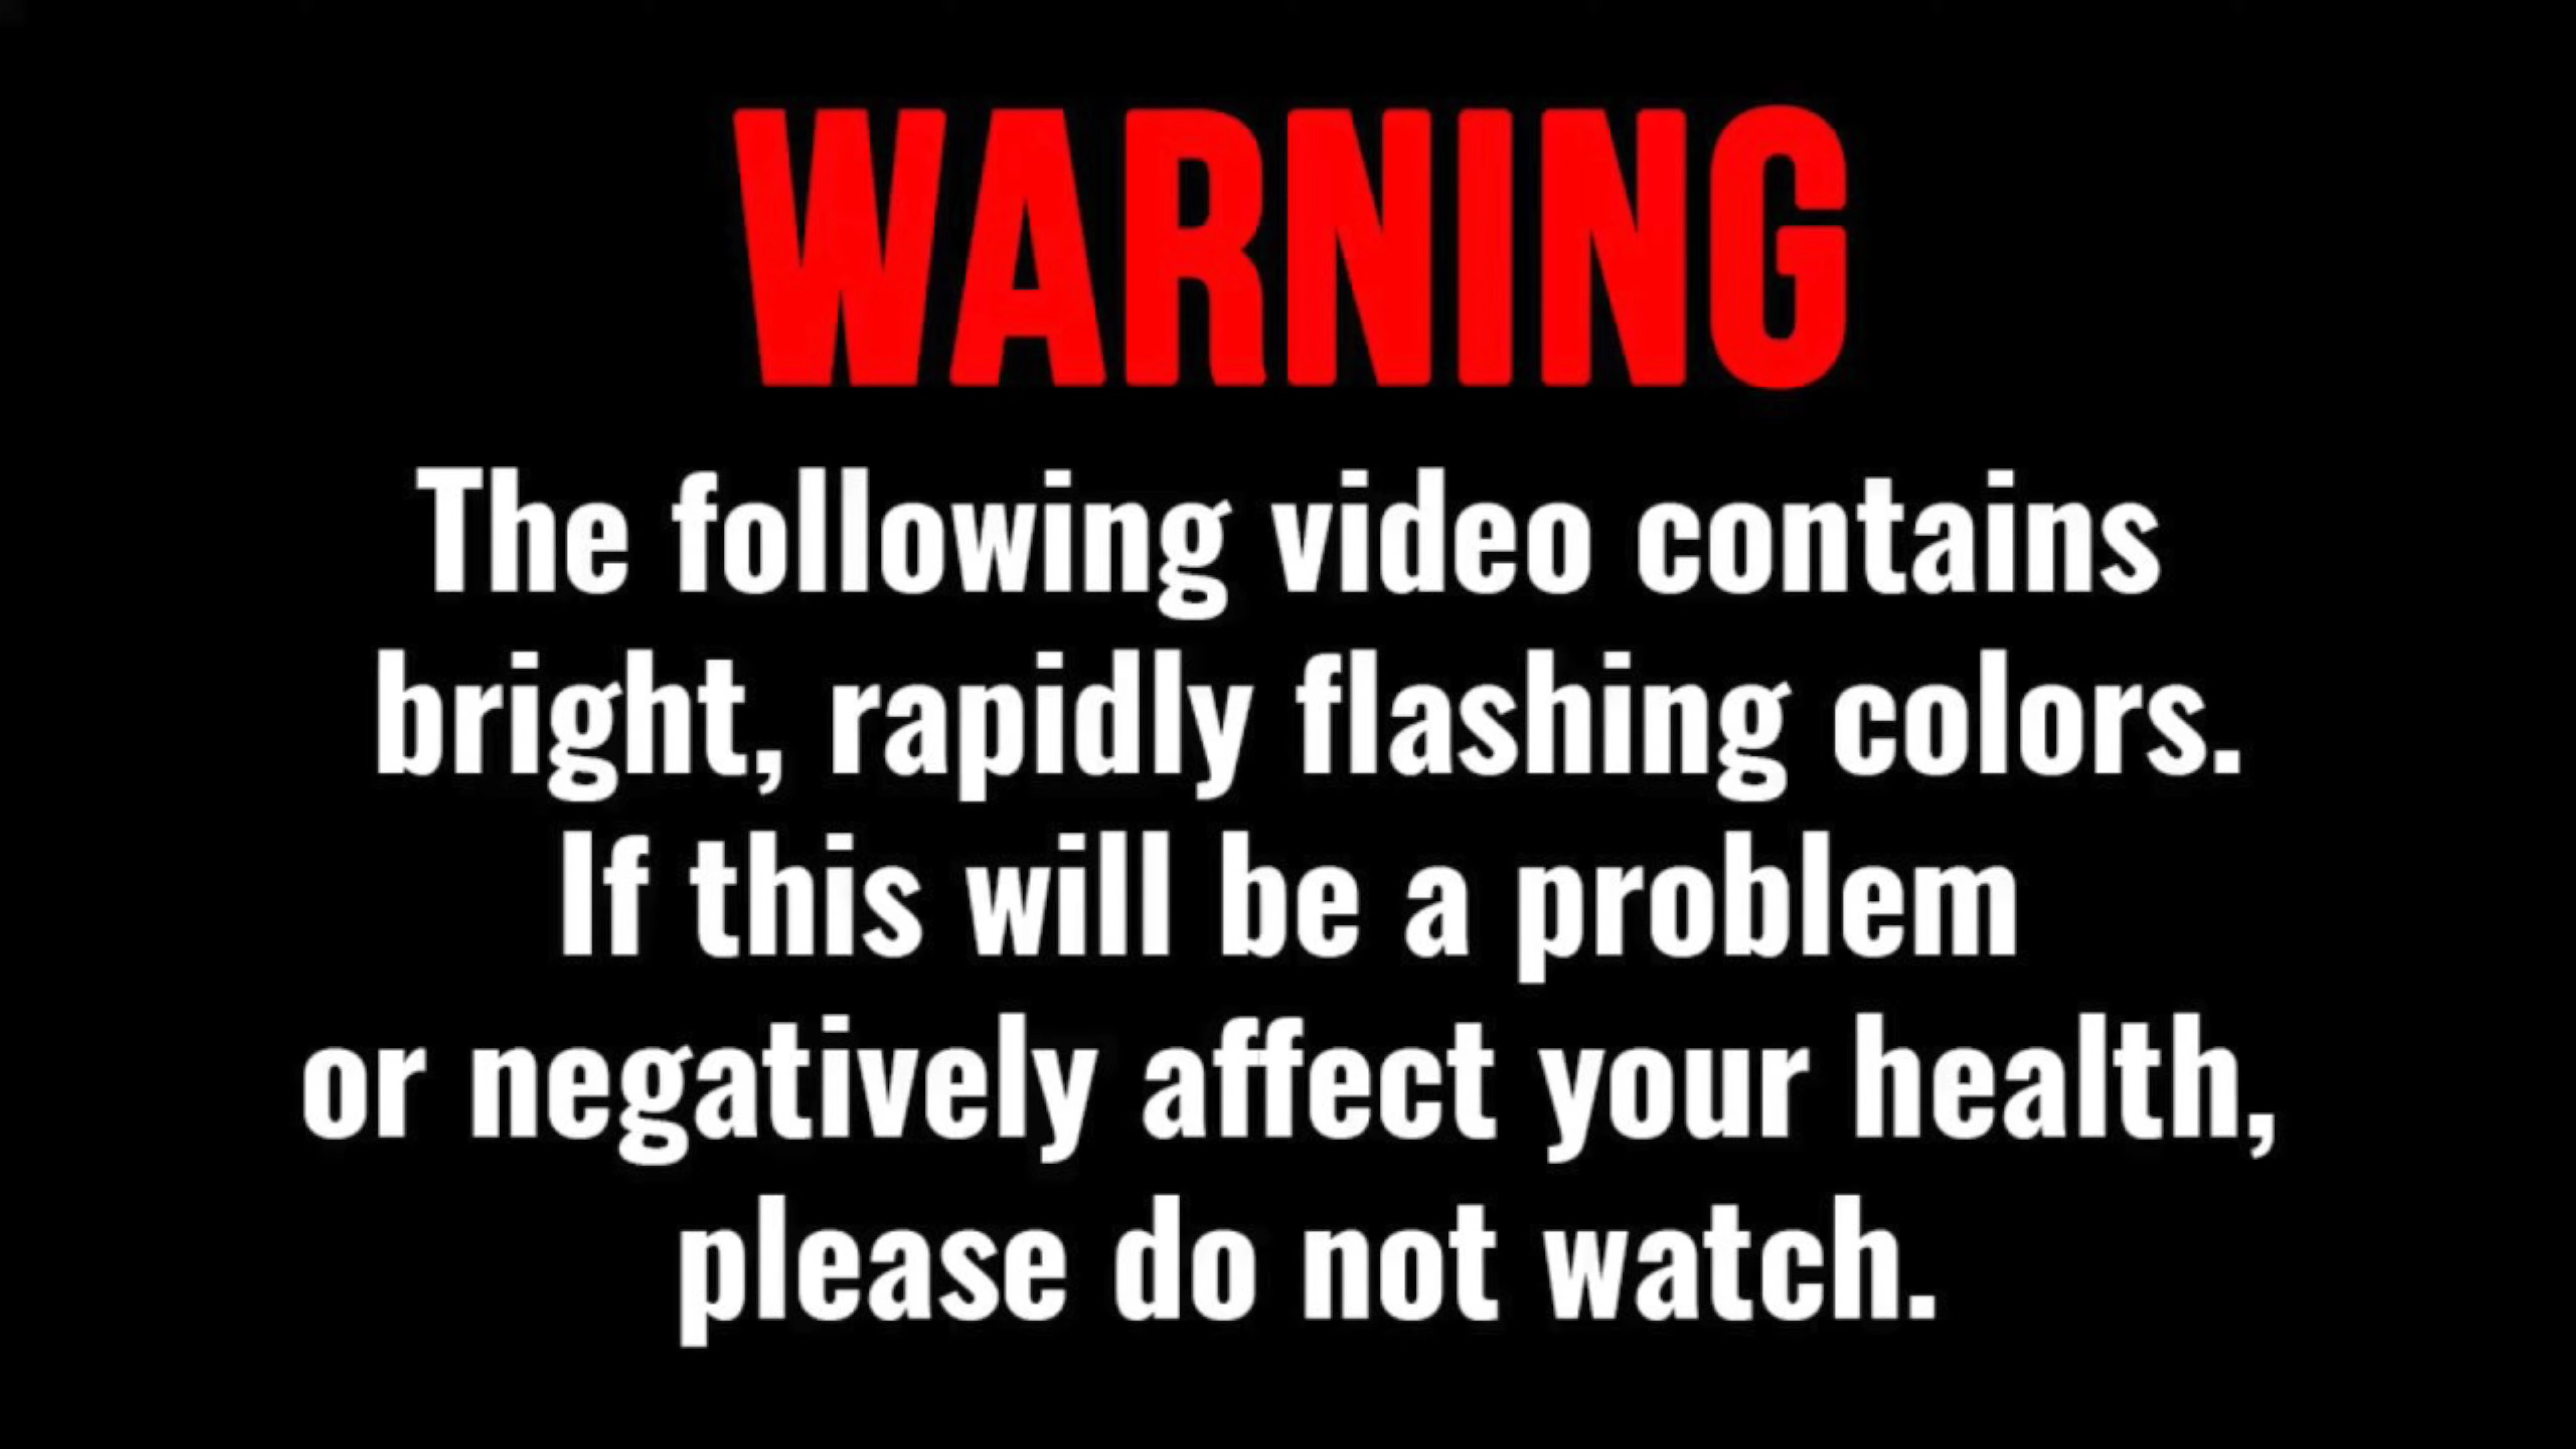 WARNING
The following video contains
bright, rapidly flashing colors.
If this will be a problem
or negatively affect your health,
please do not watch.